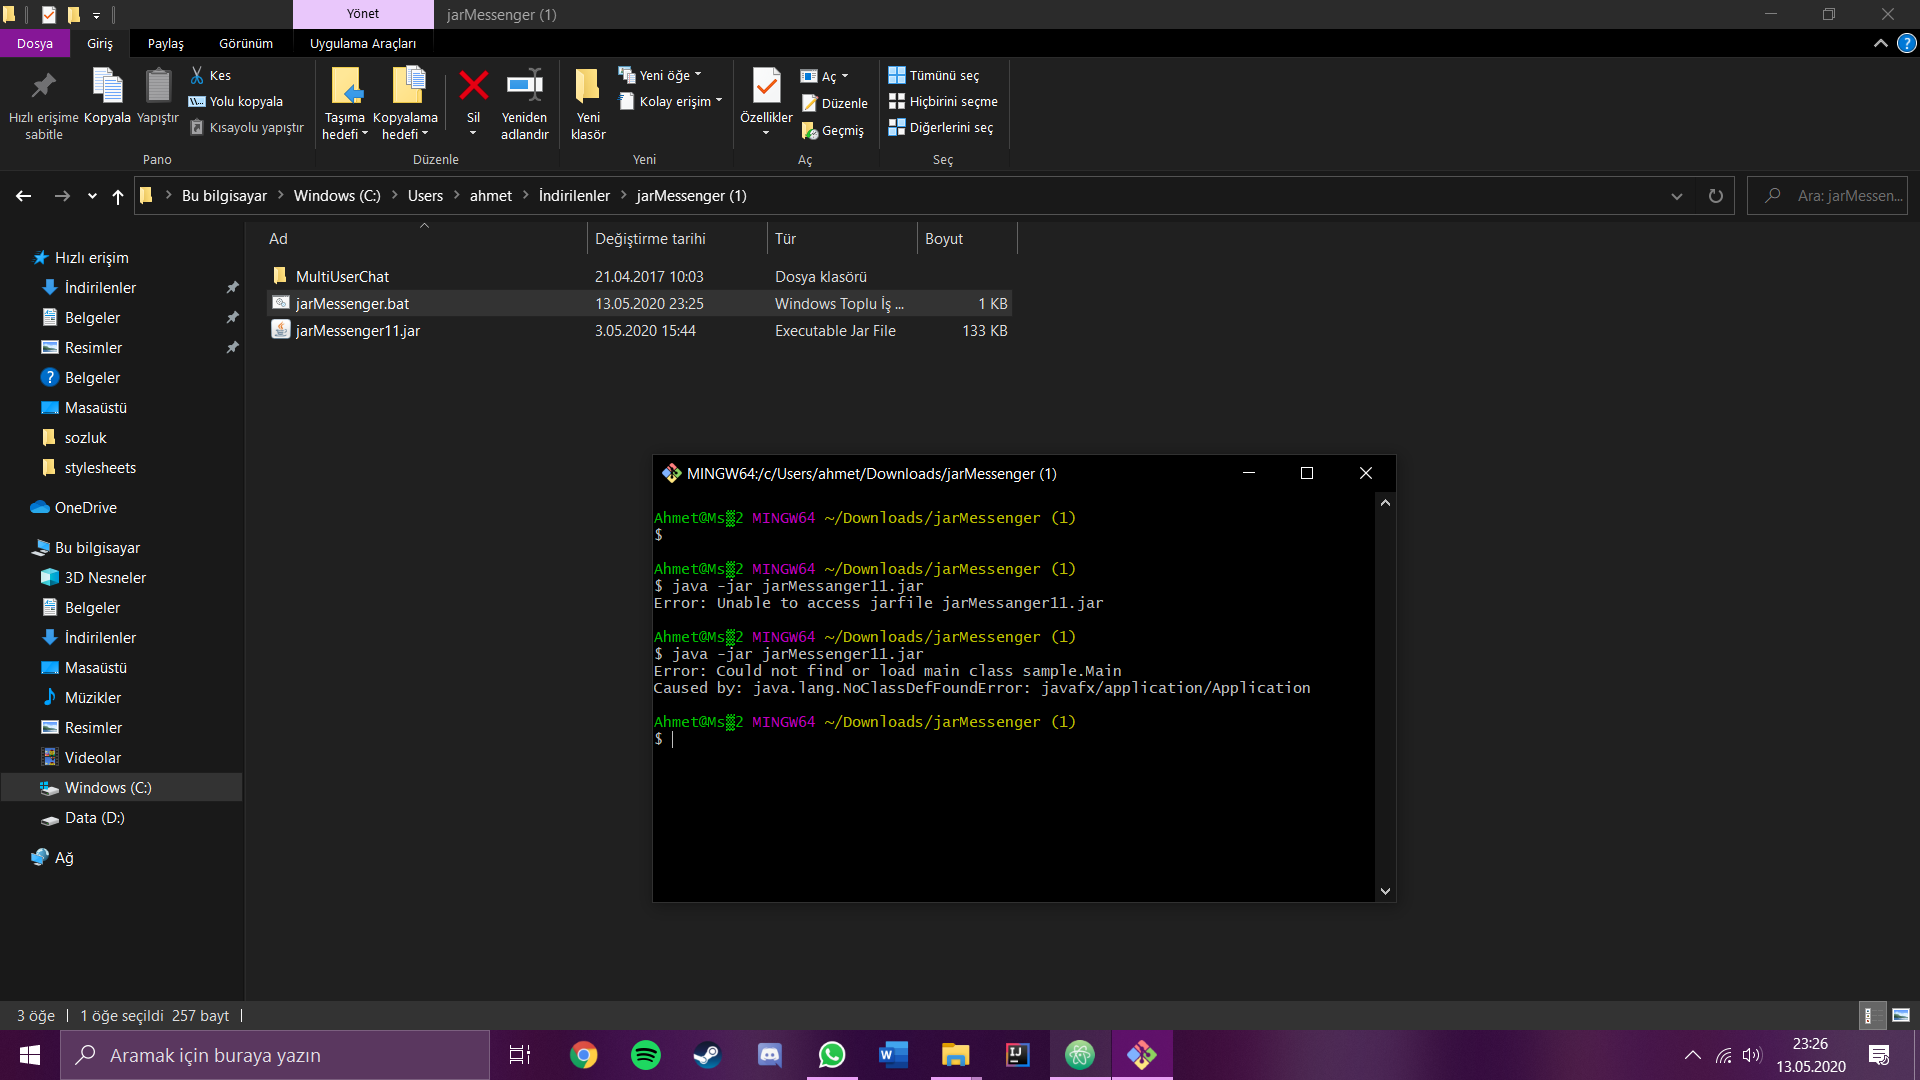 Yönet
jarMessenger (1)
Dosya
Giriş
Paylaş
Görünüm
Uygulama Araçları
Hızlı erişime sabitle
Kopyala
Yapıştır
Kes
Yolu kopyala
Kısayolu yapıştır
Pano
Taşıma hedefi
Kopyalama hedefi
Sil
Yeniden adlandır
Düzenle
Yeni klasör
Yeni öğe
Kolay erişim
Yeni
Özellikler
Aç
Düzenle
Geçmiş
Aç
Tümünü seç
Hiçbirini seçme
Diğerlerini seç
Seç
Bu bilgisayar
Windows (C:)
Users
ahmet
İndirilenler
jarMessenger (1)
Ara: jarMessen...
Ad
Değiştirme tarihi
Tür
Boyut
MultiUserChat 21.04.2017 10:03 Dosya klasörü
jarMessenger.bat 13.05.2020 23:25 Windows Toplu İş ... 1 KB
jarMessenger11.jar 3.05.2020 15:44 Executable Jar File 133 KB
Hızlı erişim
İndirilenler
Belgeler
Resimler
Belgeler
Masaüstü
sozluk
stylesheets
OneDrive
Bu bilgisayar
3D Nesneler
Belgeler
İndirilenler
Masaüstü
Müzikler
Resimler
Videolar
Windows (C:)
Data (D:)
Ağ
MINGW64:/c/Users/ahmet/Downloads/jarMessenger (1)
Ahmet@Ms▒2 MINGW64 ~/Downloads/jarMessenger (1)
$
Ahmet@Ms▒2 MINGW64 ~/Downloads/jarMessenger (1)
$ java -jar jarMessanger11.jar
Error: Unable to access jarfile jarMessanger11.jar
Ahmet@Ms▒2 MINGW64 ~/Downloads/jarMessenger (1)
$ java -jar jarMessenger11.jar
Error: Could not find or load main class sample.Main
Caused by: java.lang.NoClassDefFoundError: javafx/application/Application
Ahmet@Ms▒2 MINGW64 ~/Downloads/jarMessenger (1)
$
3 öğe
1 öğe seçildi 257 bayt
Aramak için buraya yazın
23:26
13.05.2020